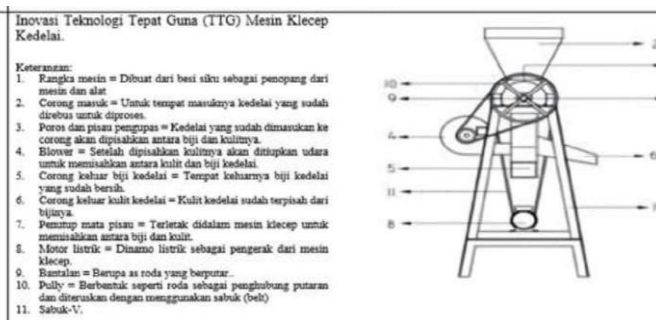 Inovasi Teknologi Tepat Guna (TTG) Mesin Klecep
Kedelai.
Keterangan:
1. Rangka mesin = Dibuat dari besi siku sebagai penopang dari
mesin dan alat
2. Corong masuk = Untuk tempat masuknya kedelai yang sudah
direbus untuk diproses.
3. Poros dan pisau pengupas = Kedelai yang sudah dimasukan ke
corong akan dipisahkan antara biji dan kulitnya.
4. Blower = Setelah dipisahkan kulitnya akan ditiupkan udara
untuk memisahkan antara kulit dan biji kedelai.
5. Corong keluar biji kedelai = Tempat keluarnya biji kedelai
yang sudah bersih.
6. Corong keluar kulit kedelai = Kulit kedelai sudah terpisah dari
bijinya.
7. Penutup mata pisau = Terletak didalam mesin klecep untuk
memisahkan antara biji dan kulit.
8. Motor listrik = Dinamo listrik sebagai pengerak dari mesin
klecep.
9. Bantalan = Berupa as roda yang berputar..
10. Pully = Berbentuk seperti roda sebagai penghubung putaran
dan diteruskan dengan menggunakan sabuk (belt)
11. Sabuk-V.
10
9
4
6
5
11
8